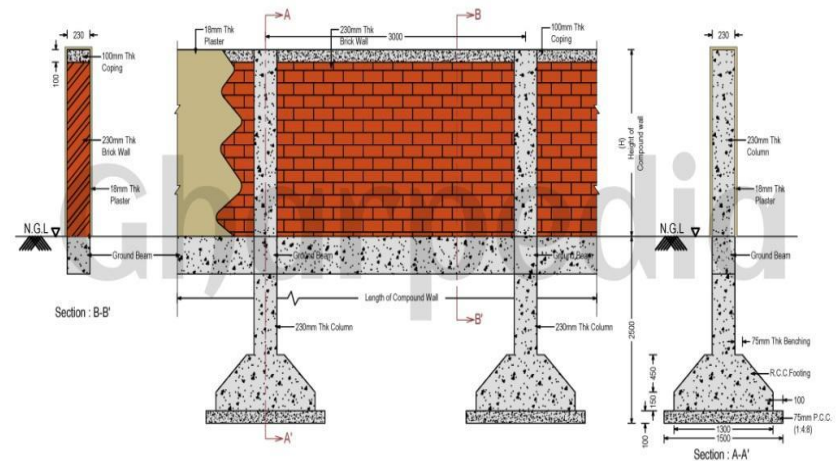 230
100
100mm Thk
Coping
230mm Thk
Brick Wall
18mm Thk
Plaster
N.G.L
Ground Beam
Section : B-B'
18mm Thk
Plaster
A
230mm Thk
Brick Wall
3000
B
100mm Thk
Coping
(H)
Height of
Compound wall
Ground Beam
Ground Beam
Length of Compound Wall
230mm Thk Column
B'
230mm Thk Column
A'
2500
230
230mm Thk
Column
18mm Thk
Plaster
N.G.L
Ground Beam
75mm Thk Benching
R.C.C.Footing
450
150
100
100
75mm P.C.C.
(1:4:8)
1300
1500
Section : A-A'
Gharpedia